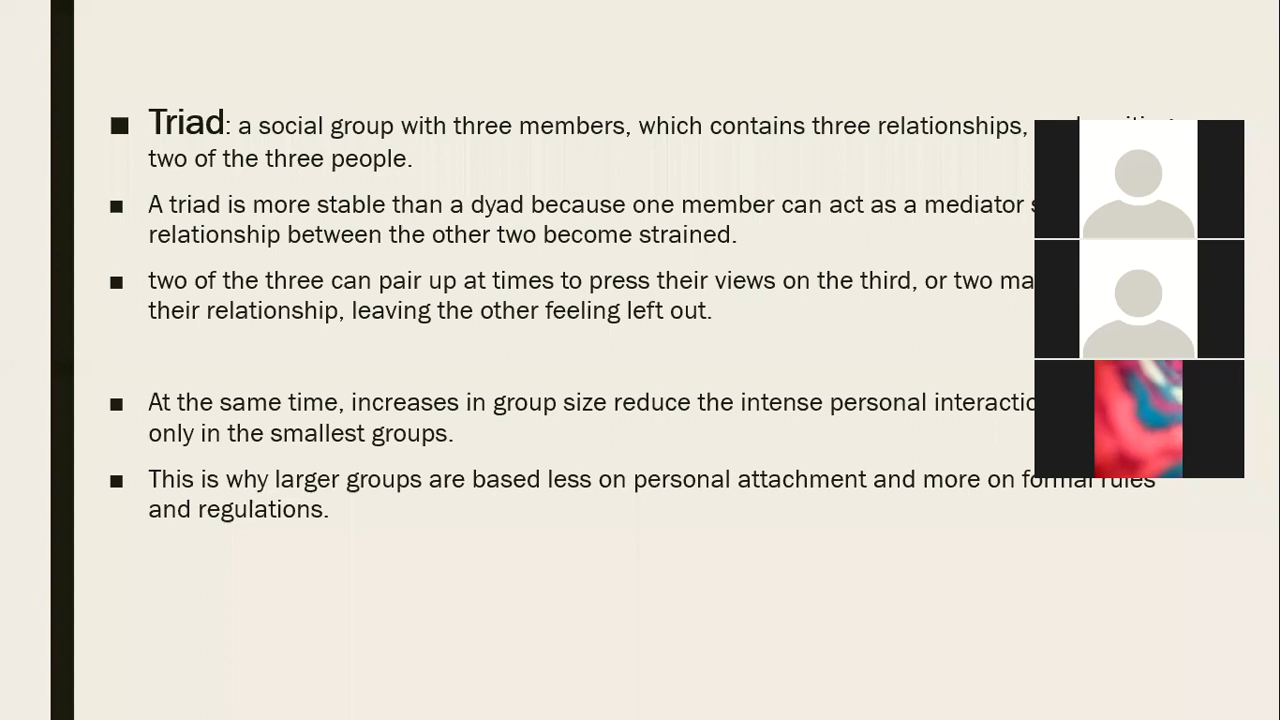 ■ Triad: a social group with three members, which contains three relationships,
two of the three people.
■ A triad is more stable than a dyad because one member can act as a mediator
relationship between the other two become strained.
■ two of the three can pair up at times to press their views on the third, or two
their relationship, leaving the other feeling left out.
■ At the same time, increases in group size reduce the intense personal
only in the smallest groups.
■ This is why larger groups are based less on personal attachment and more on formal rules
and regulations.